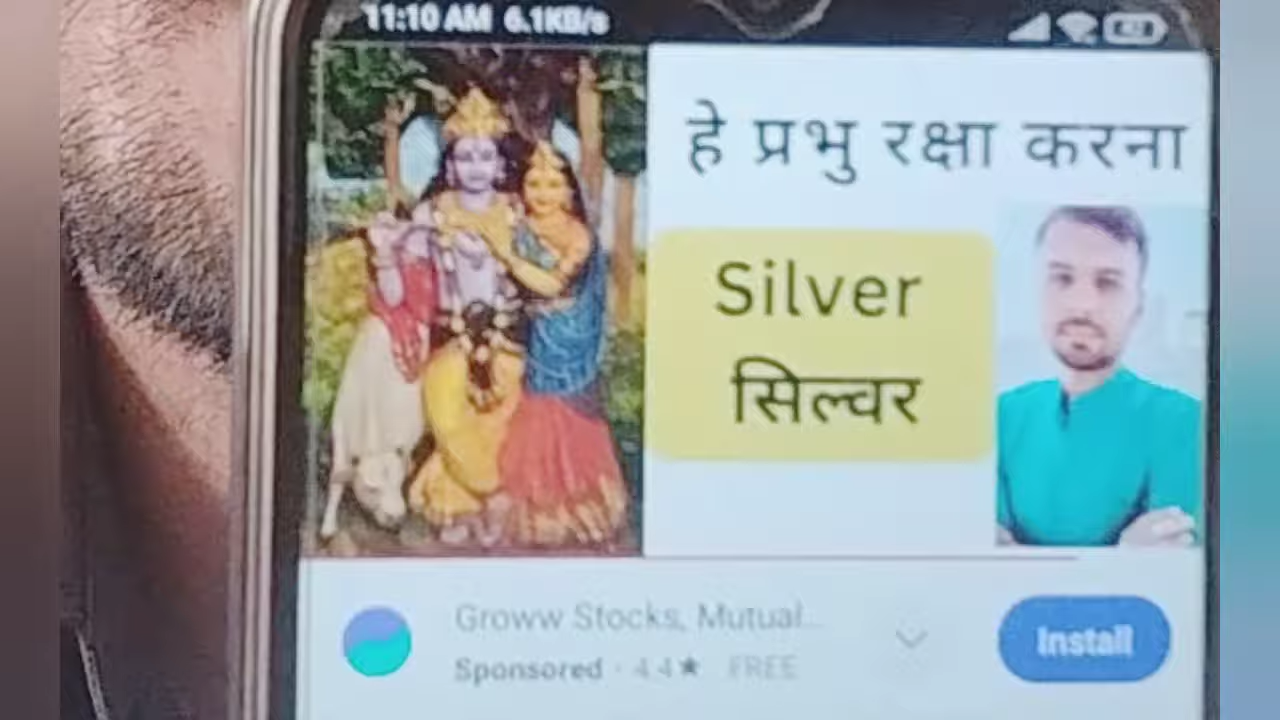 11:10 AM 6.1KB/s
हे प्रभु रक्षा करना
Silver
सिल्वर
Groww Stocks, Mutual...
Sponsored · 4.4★ FREE
Install